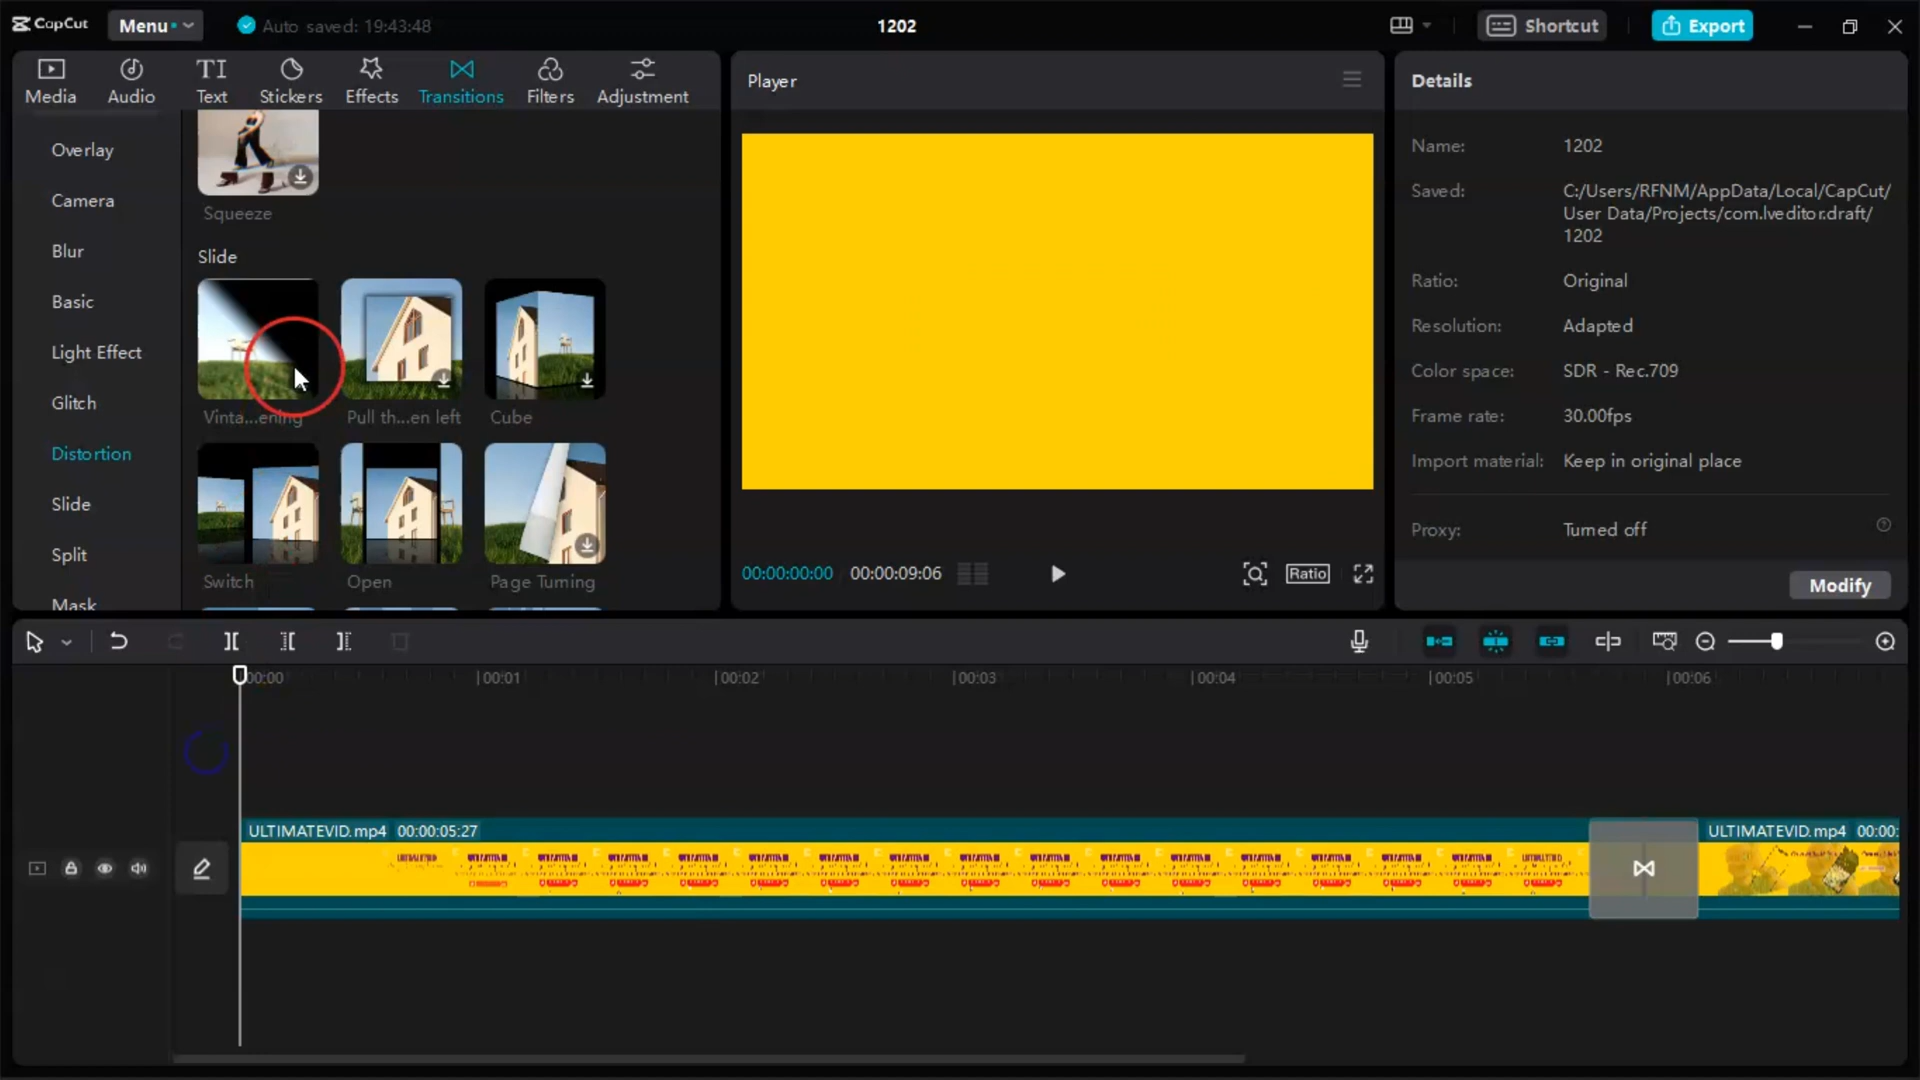 CapCut
Menu
Auto saved: 19:43:48
1202
Shortcut
Export
Media
Audio
TI
Text
Stickers
Effects
Transitions
Filters
Adjustment
Overlay
Camera
Blur
Basic
Light Effect
Glitch
Distortion
Slide
Split
Mask
Squeeze
Slide
Vinta...ening
Pull th...en left
Cube
Switch
Open
Page Turning
Player
00:00:00:00
00:00:09:06
Ratio
Details
Name:
1202
Saved:
C:/Users/RFNM/AppData/Local/CapCut/
User Data/Projects/com.lveditor.draft/
1202
Ratio:
Original
Resolution:
Adapted
Color space:
SDR - Rec.709
Frame rate:
30.00fps
Import material:
Keep in original place
Proxy:
Turned off
Modify
00:00
00:01
00:02
00:03
00:04
00:05
00:06
ULTIMATEVID.mp4 00:00:05:27
ULTIMATEVID.mp4 00:00: